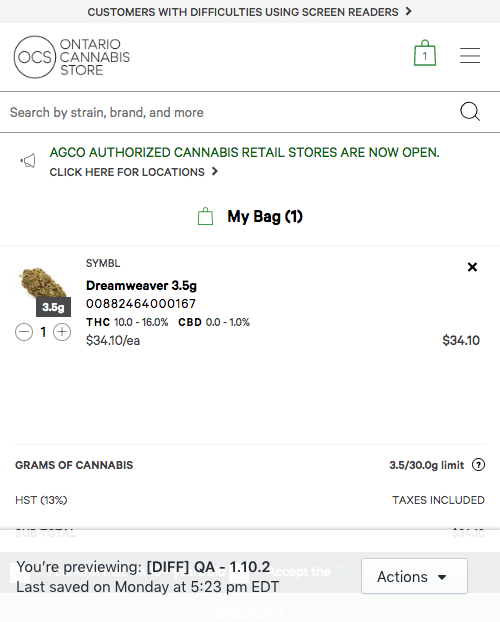 CUSTOMERS WITH DIFFICULTIES USING SCREEN READERS
OCS
ONTARIO
CANNABIS
STORE
1
Search by strain, brand, and more
AGCO AUTHORIZED CANNABIS RETAIL STORES ARE NOW OPEN.
CLICK HERE FOR LOCATIONS
My Bag (1)
SYMBL
Dreamweaver 3.5g
00882464000167
3.5g
THC 10.0 - 16.0% CBD 0.0 - 1.0%
1
$34.10/ea
$34.10
GRAMS OF CANNABIS
3.5/30.0g limit ?
HST (13%)
TAXES INCLUDED
SUB-TOTAL
$34.10
You're previewing: [DIFF] QA - 1.10.2
Last saved on Monday at 5:23 pm EDT
Actions
accept the
CHECKOUT